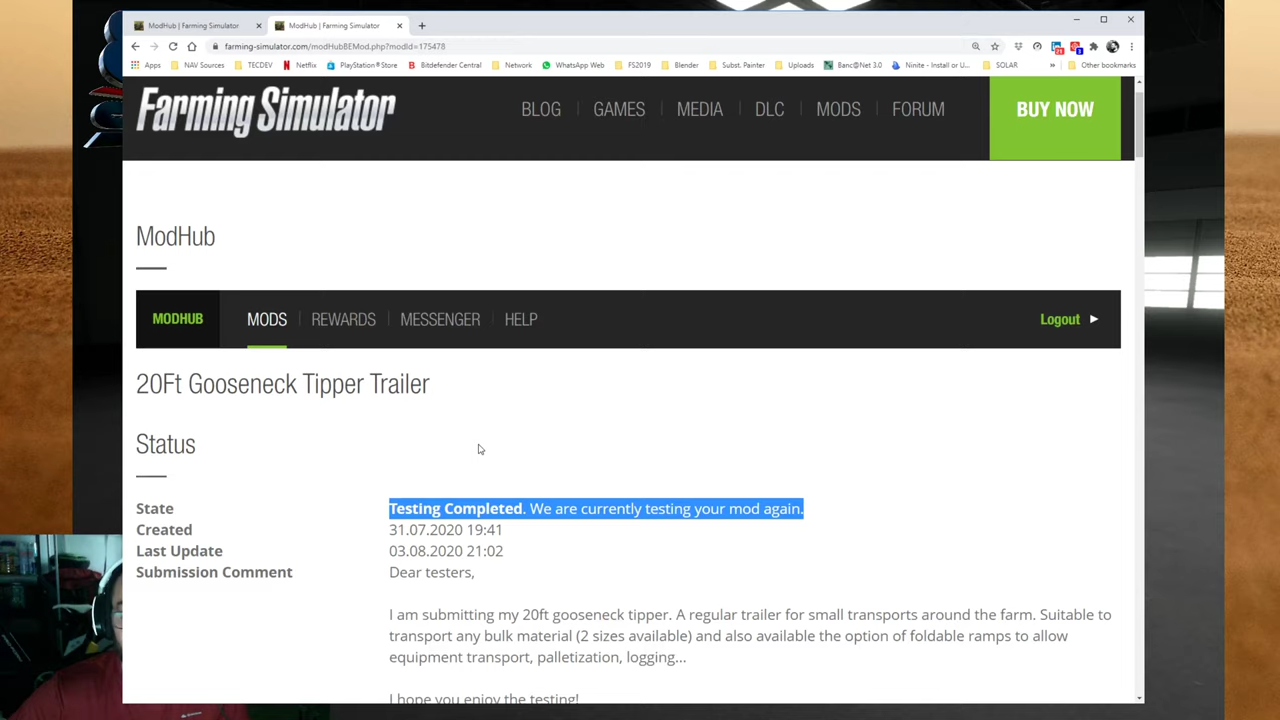 ModHub | Farming Simulator
ModHub | Farming Simulator
farming-simulator.com/modHubBEMod.php?modId=175478
Apps NAV Sources TECDEV Netflix PlayStation®Store Bitdefender Central Network WhatsApp Web FS2019 Blender Subst. Painter Uploads Banc@Net 3.0 Ninite - Install or U... SOLAR » Other bookmarks
Farming Simulator BLOG GAMES MEDIA DLC MODS FORUM BUY NOW
ModHub
MODHUB MODS REWARDS MESSENGER HELP Logout
20Ft Gooseneck Tipper Trailer
Status
State Testing Completed. We are currently testing your mod again.
Created 31.07.2020 19:41
Last Update 03.08.2020 21:02
Submission Comment Dear testers,
I am submitting my 20ft gooseneck tipper. A regular trailer for small transports around the farm. Suitable to
transport any bulk material (2 sizes available) and also available the option of foldable ramps to allow
equipment transport, palletization, logging...
I hope you enjoy the testing!